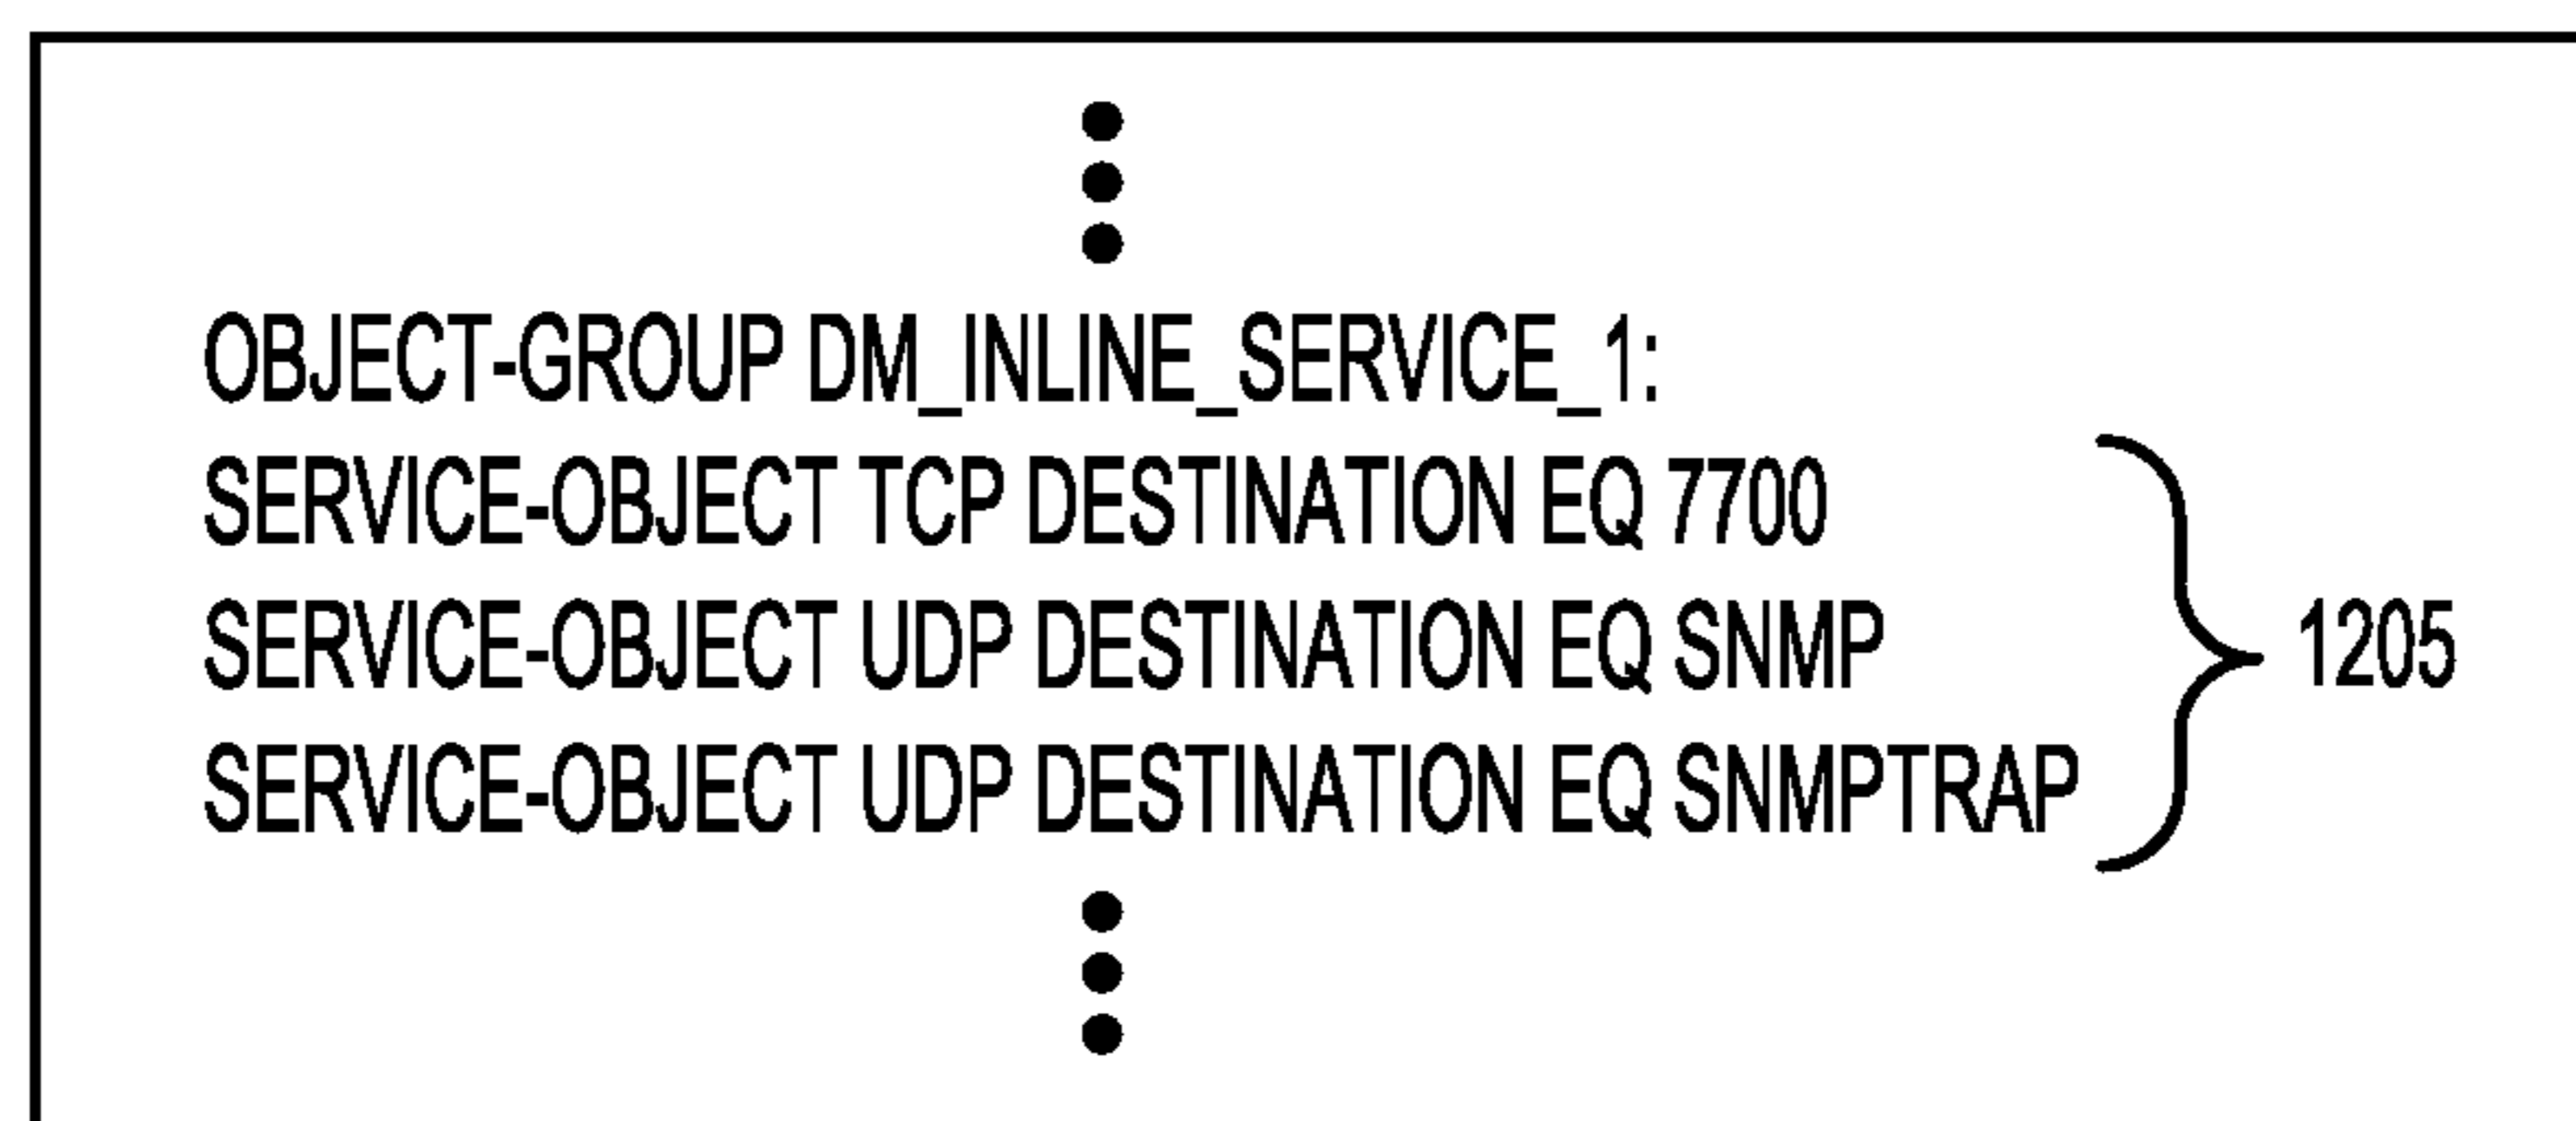 OBJECT-GROUP DM_INLINE_SERVICE_1:
SERVICE-OBJECT TCP DESTINATION EQ 7700
SERVICE-OBJECT UDP DESTINATION EQ SNMP
SERVICE-OBJECT UDP DESTINATION EQ SNMPTRAP
1205